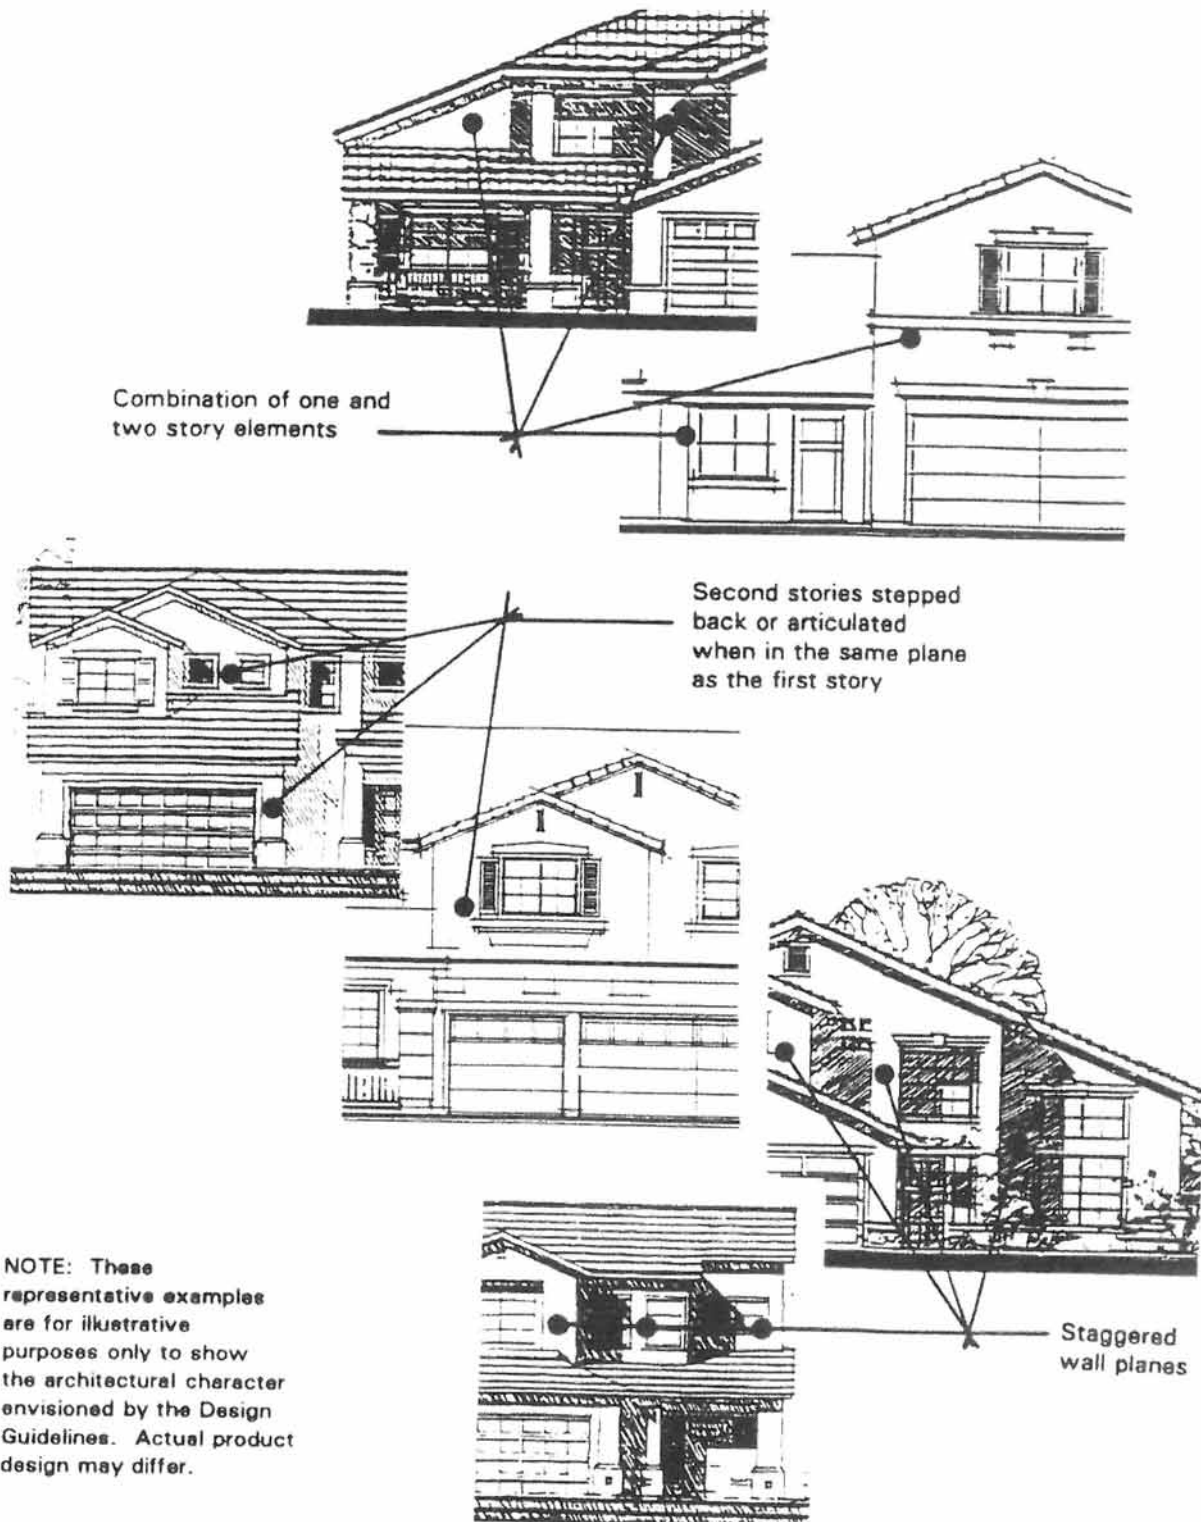 Combination of one and
two story elements
Second stories stepped
back or articulated
when in the same plane
as the first story
NOTE: These
representative examples
are for illustrative
purposes only to show
the architectural character
envisioned by the Design
Guidelines. Actual product
design may differ.
Staggered
wall planes